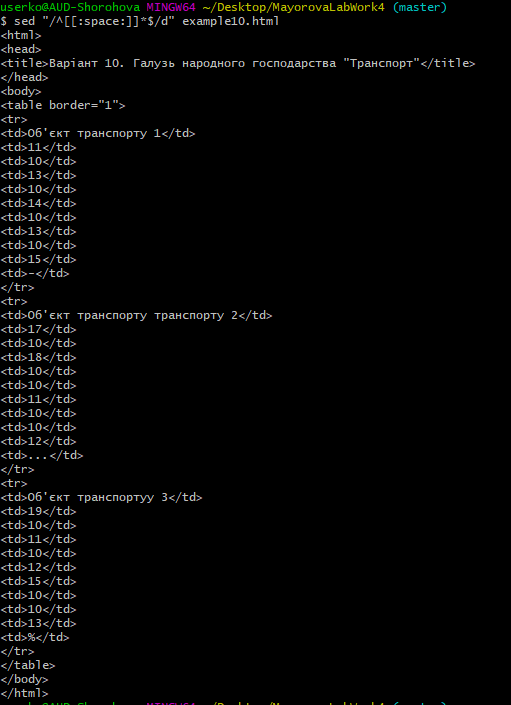 userko@AUD-Shorohova MINGW64 ~/Desktop/MayorovaLabWork4 (master)
$ sed "/^[[:space:]]*$/d" example10.html
<html>
<head>
<title>Варіант 10. Галузь народного господарства "Транспорт"</title>
</head>
<body>
<table border="1">
<tr>
<td>Об'єкт транспорту 1</td>
<td>11</td>
<td>10</td>
<td>13</td>
<td>10</td>
<td>14</td>
<td>10</td>
<td>13</td>
<td>10</td>
<td>15</td>
<td>-</td>
</tr>
<tr>
<td>Об'єкт транспорту транспорту 2</td>
<td>17</td>
<td>10</td>
<td>18</td>
<td>10</td>
<td>10</td>
<td>11</td>
<td>10</td>
<td>10</td>
<td>12</td>
<td>...</td>
</tr>
<tr>
<td>Об'єкт транспортуу 3</td>
<td>19</td>
<td>10</td>
<td>11</td>
<td>10</td>
<td>12</td>
<td>15</td>
<td>10</td>
<td>10</td>
<td>13</td>
<td>%</td>
</tr>
</table>
</body>
</html>